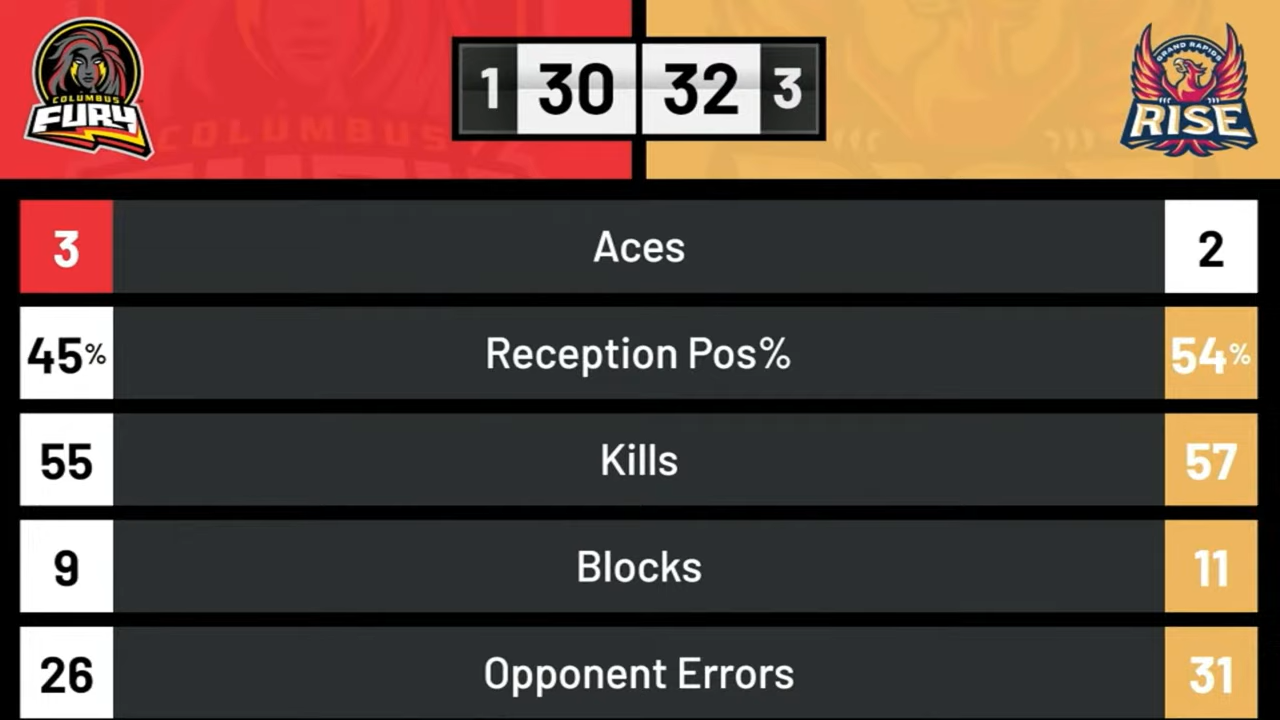 COLUMBUS
FURY
1 30 32 3
GRAND RAPIDS
RISE
COLUMBUS
3 Aces 2
45% Reception Pos% 54%
55 Kills 57
9 Blocks 11
26 Opponent Errors 31